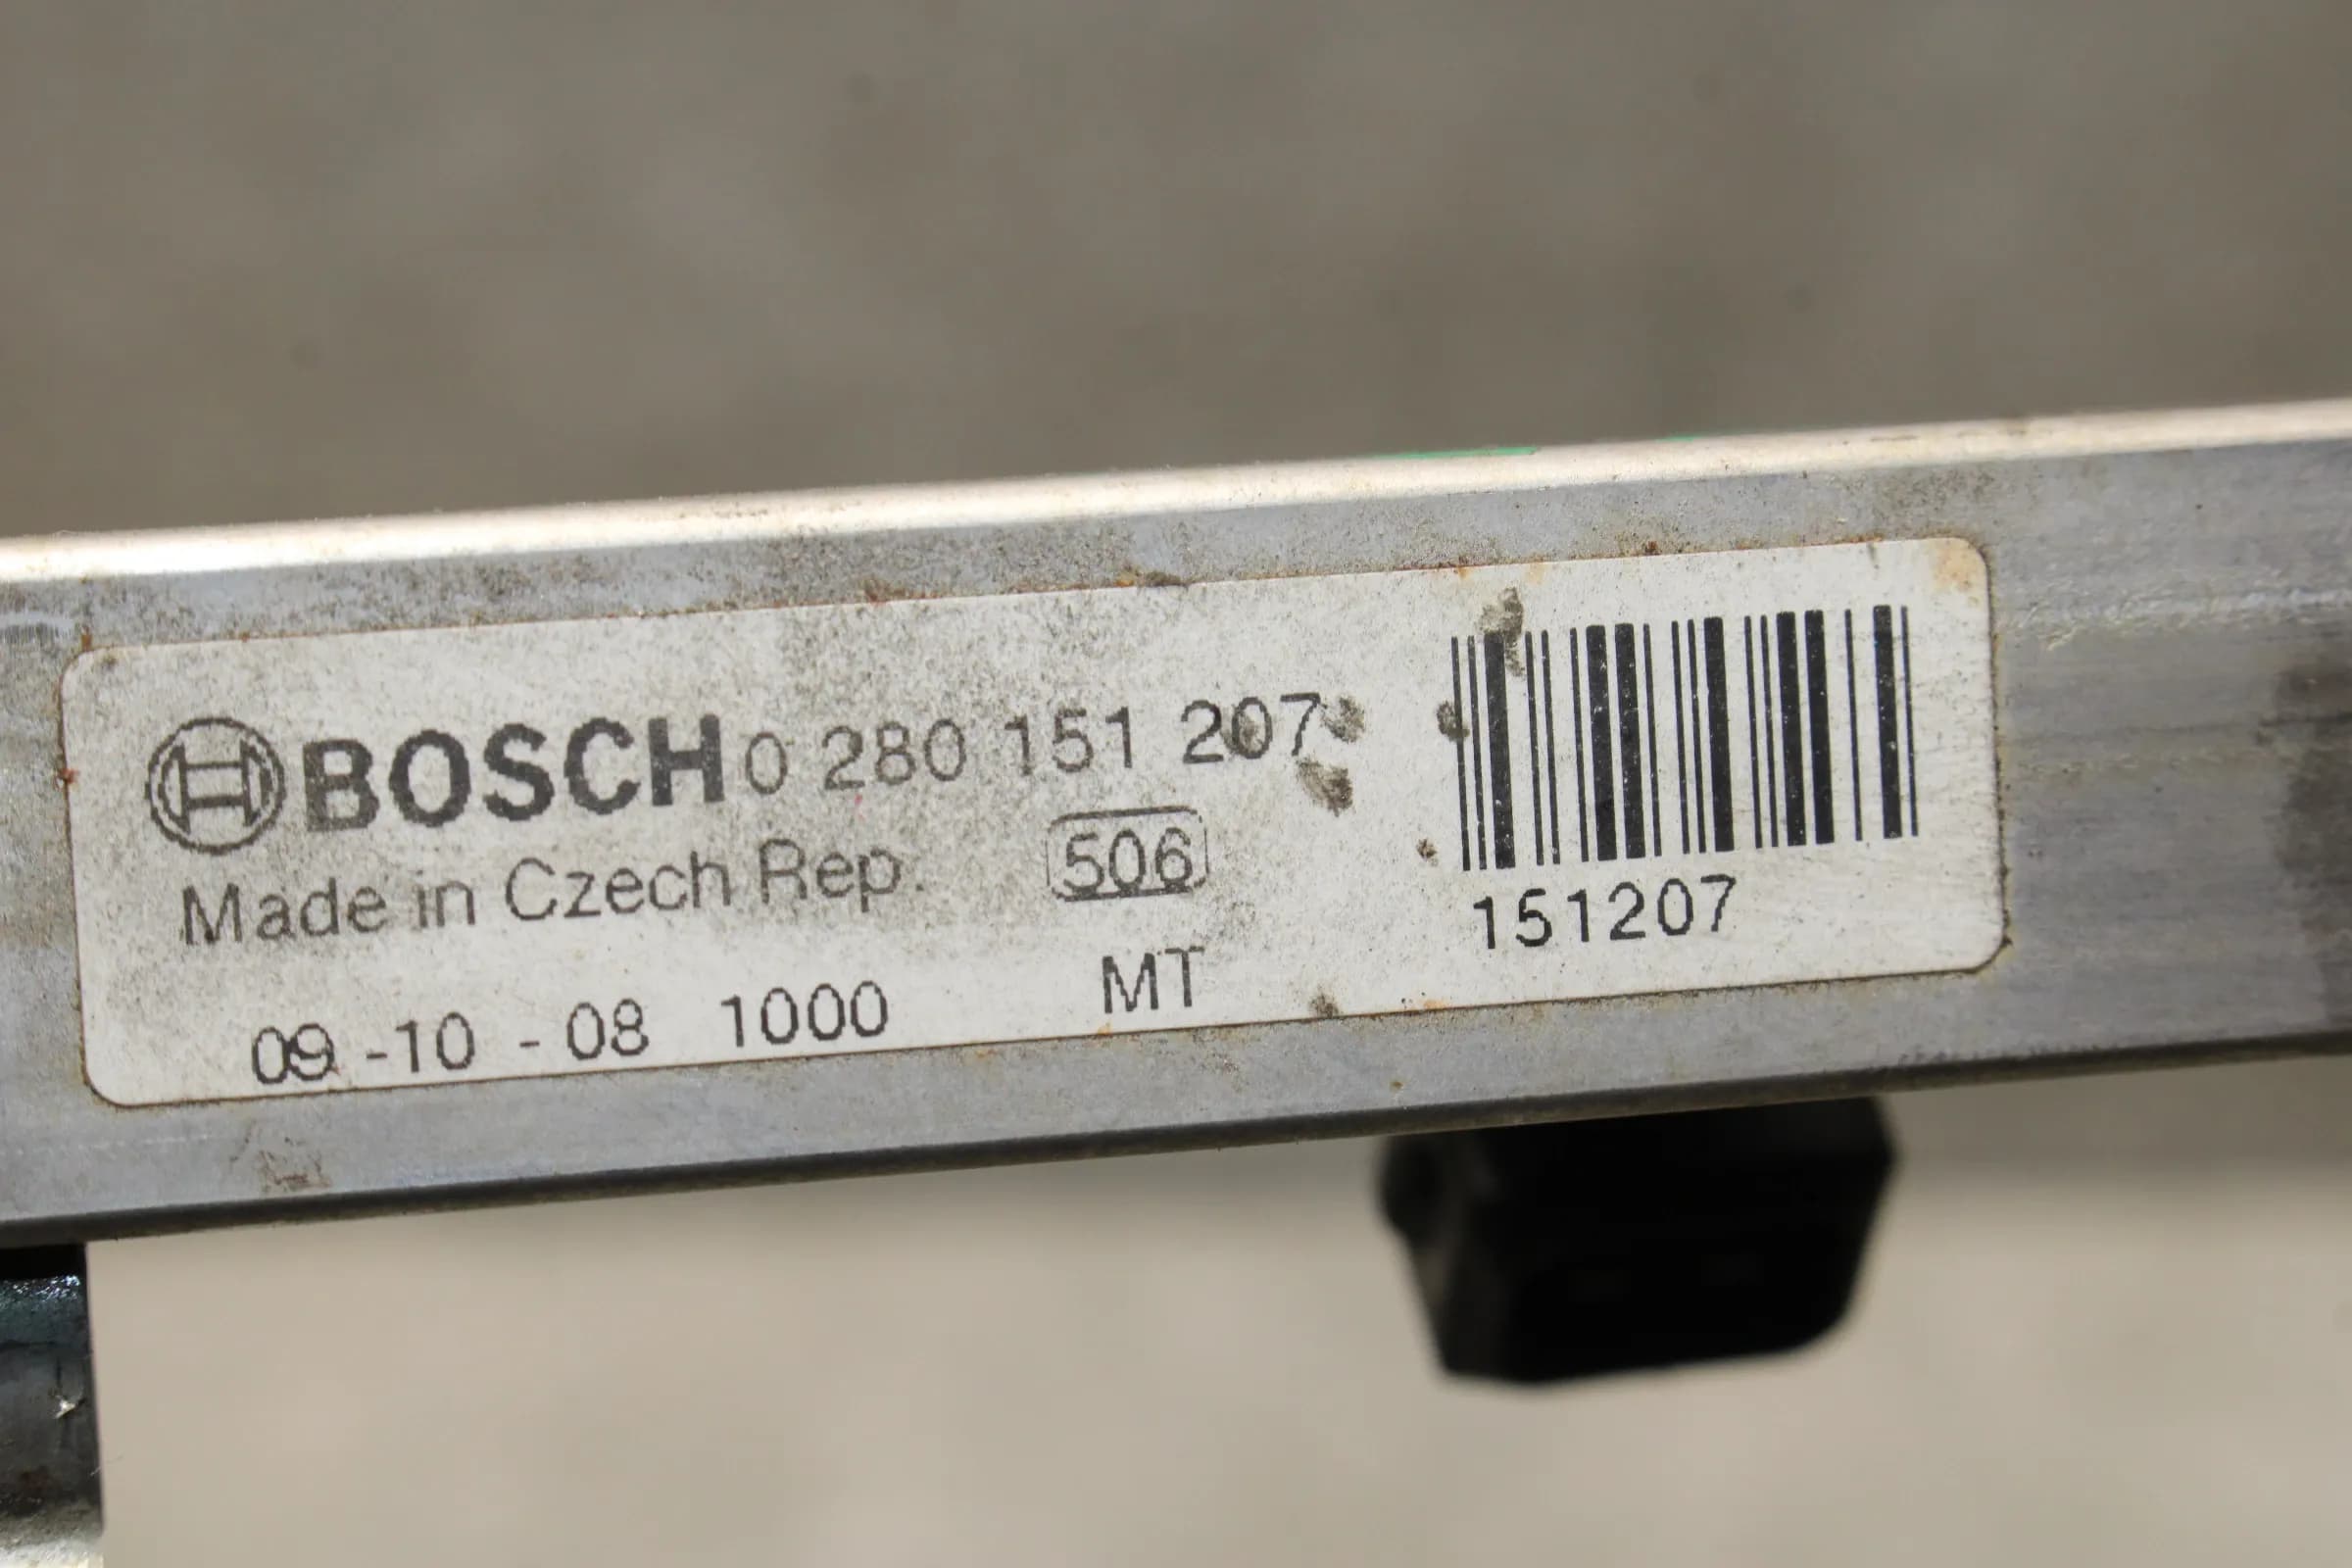 BOSCH 0 280 151 207
Made in Czech Rep. 506
09 -10 - 08 1000 MT
151207